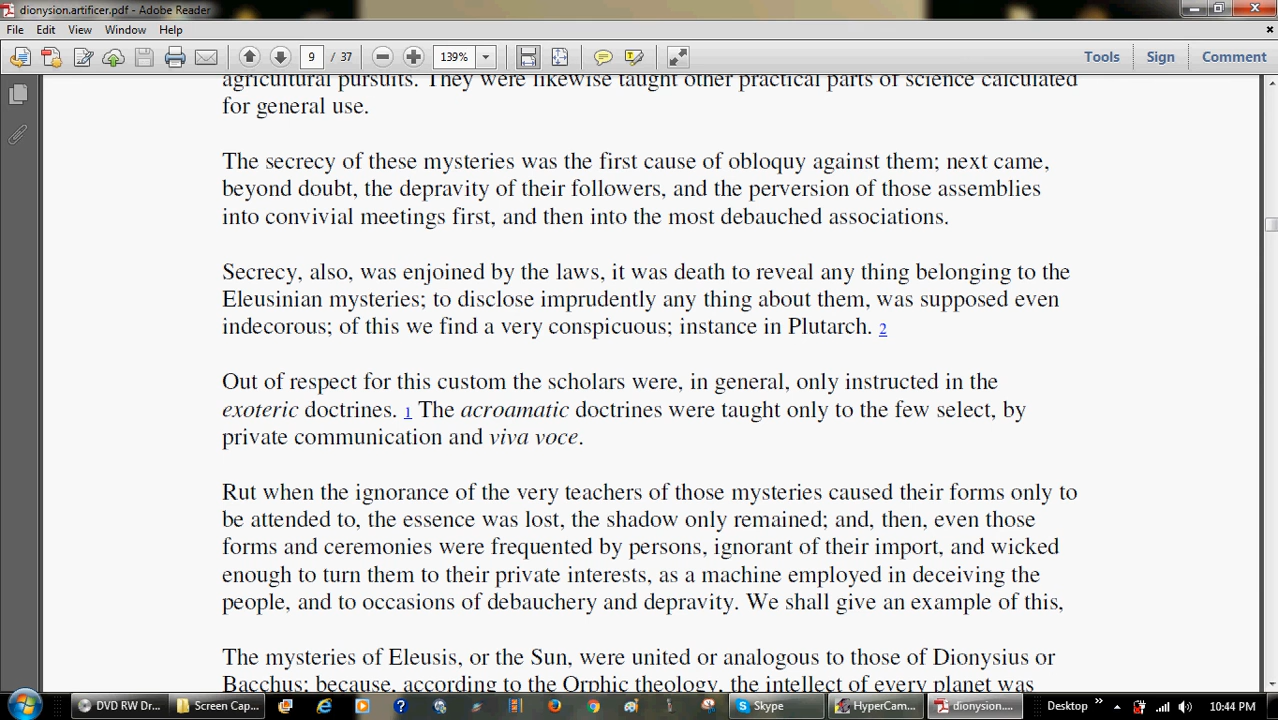 dionysion.artificer.pdf - Adobe Reader
File Edit View Window Help
9 / 37 139% Tools Sign Comment
agricultural pursuits. They were likewise taught other practical parts of science calculated
for general use.
The secrecy of these mysteries was the first cause of obloquy against them; next came,
beyond doubt, the depravity of their followers, and the perversion of those assemblies
into convivial meetings first, and then into the most debauched associations.
Secrecy, also, was enjoined by the laws, it was death to reveal any thing belonging to the
Eleusinian mysteries; to disclose imprudently any thing about them, was supposed even
indecorous; of this we find a very conspicuous; instance in Plutarch. 2
Out of respect for this custom the scholars were, in general, only instructed in the
exoteric doctrines. 1 The acroamatic doctrines were taught only to the few select, by
private communication and viva voce.
Rut when the ignorance of the very teachers of those mysteries caused their forms only to
be attended to, the essence was lost, the shadow only remained; and, then, even those
forms and ceremonies were frequented by persons, ignorant of their import, and wicked
enough to turn them to their private interests, as a machine employed in deceiving the
people, and to occasions of debauchery and depravity. We shall give an example of this,
The mysteries of Eleusis, or the Sun, were united or analogous to those of Dionysius or
Bacchus; because, according to the Orphic theology, the intellect of every planet was
DVD RW Dr... Screen Cap... Skype HyperCam... dionysion.... Desktop 10:44 PM